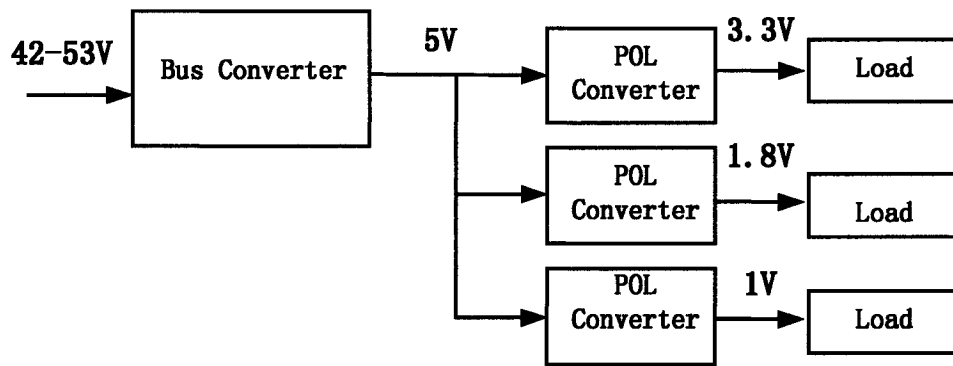 42-53V
Bus Converter
5V
POL
Converter
3.3V
Load
POL
Converter
1.8V
Load
POL
Converter
1V
Load